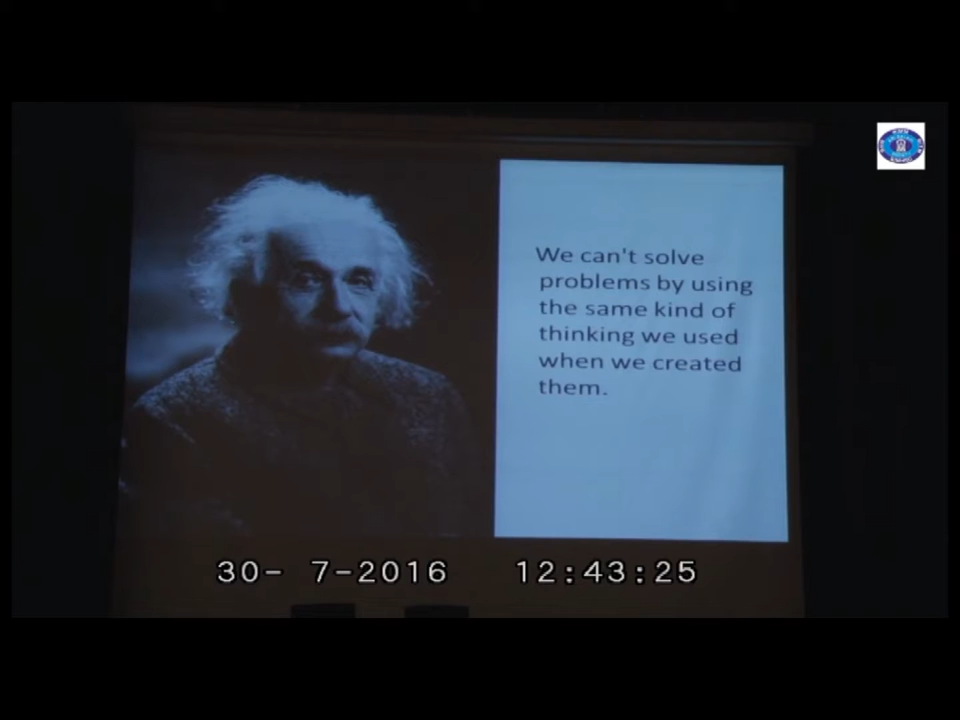 We can't solve
problems by using
the same kind of
thinking we used
when we created
them.
30- 7-2016 12:43:25